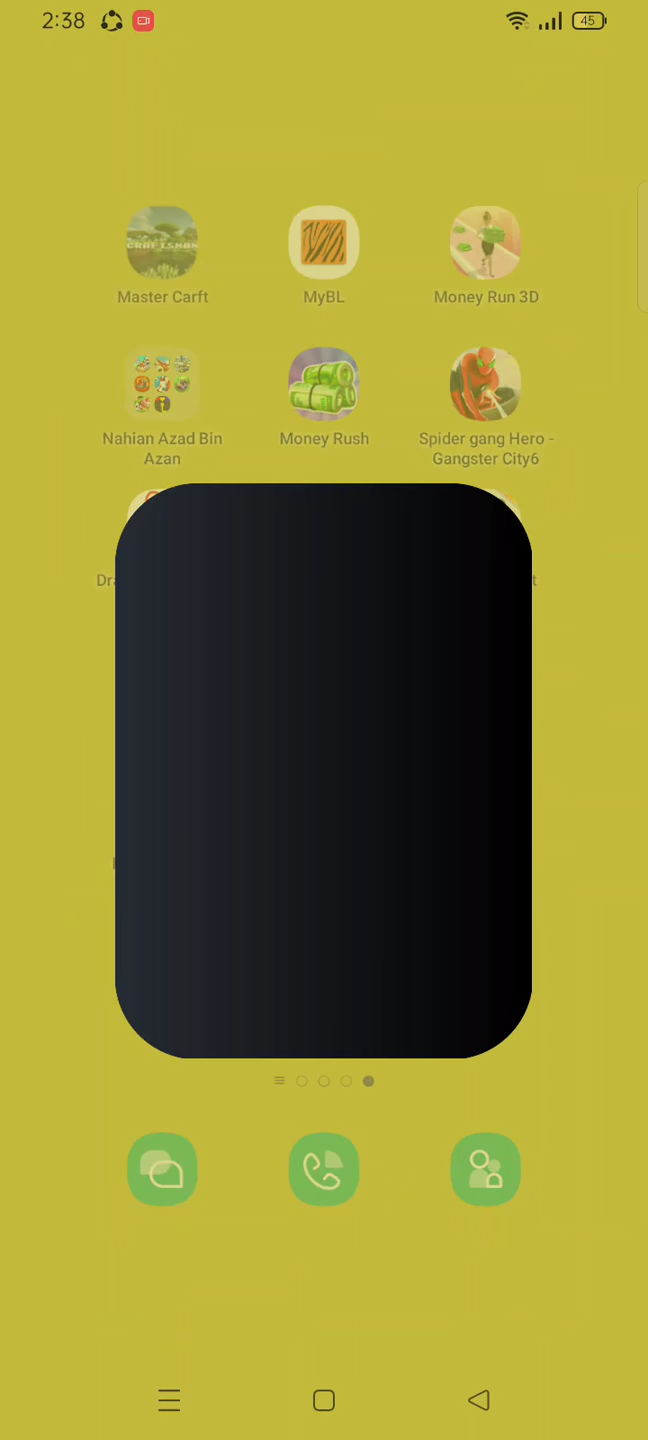 2:38
45
CRAFTSMAN
Master Carft
MyBL
Money Run 3D
Nahian Azad Bin
Azan
Money Rush
Spider gang Hero -
Gangster City6